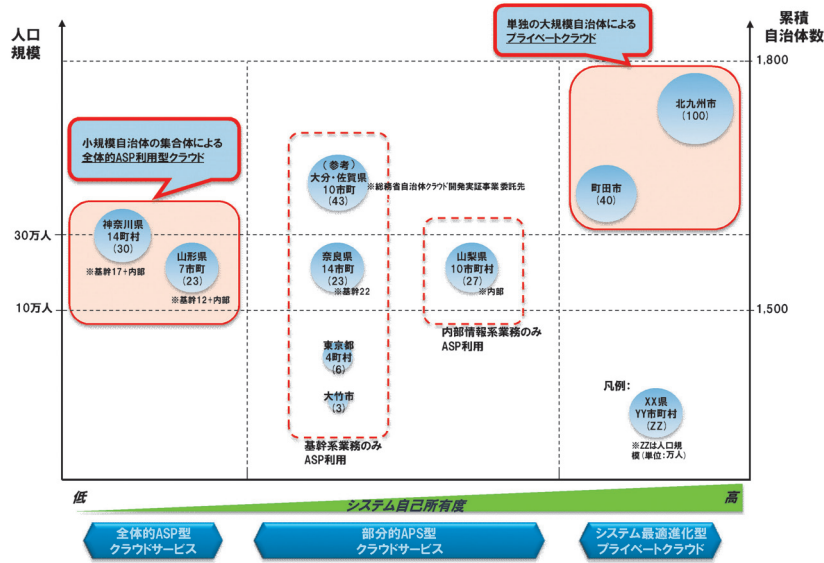 人口
規模
累積
自治体数
単独の大規模自治体による
プライベートクラウド
1,800
北九州市
(100)
町田市
(40)
小規模自治体の集合体による
全体的ASP利用型クラウド
(参考)
大分・佐賀県
10市町
(43)
※総務省自治体クラウド開発実証事業委託先
30万人
神奈川県
14町村
(30)
※基幹17+内部
山形県
7市町
(23)
※基幹12+内部
奈良県
14市町
(23)
※基幹22
山梨県
10市町村
(27)
※内部
10万人
1,500
内部情報系業務のみ
ASP利用
東京都
4町村
(6)
大竹市
(3)
基幹系業務のみ
ASP利用
凡例:
XX県
YY市町村
(ZZ)
※ZZは人口規
模(単位:万人)
低
システム自己所有度
高
全体的ASP型
クラウドサービス
部分的APS型
クラウドサービス
システム最適進化型
プライベートクラウド